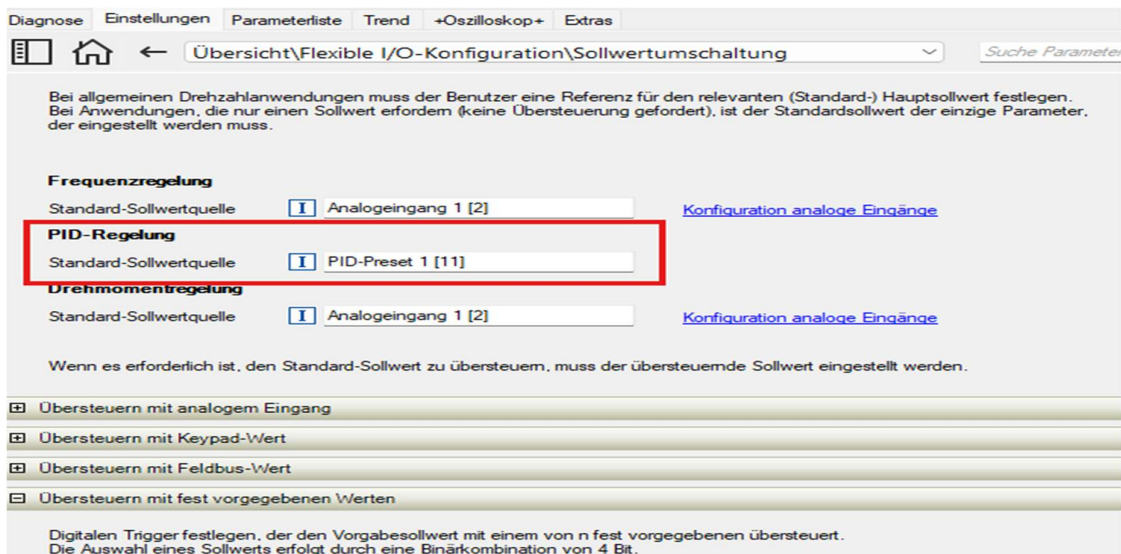 Diagnose Einstellungen Parameterliste Trend +Oszilloskop+ Extras
Übersicht\Flexible I/O-Konfiguration\Sollwertumschaltung Suche Parameter
Bei allgemeinen Drehzahlanwendungen muss der Benutzer eine Referenz für den relevanten (Standard-) Hauptsollwert festlegen.
Bei Anwendungen, die nur einen Sollwert erfordern (keine Übersteuerung gefordert), ist der Standardsollwert der einzige Parameter,
der eingestellt werden muss.
Frequenzregelung
Standard-Sollwertquelle I Analogeingang 1 [2] Konfiguration analoge Eingänge
PID-Regelung
Standard-Sollwertquelle I PID-Preset 1 [11]
Drehmomentregelung
Standard-Sollwertquelle I Analogeingang 1 [2] Konfiguration analoge Eingänge
Wenn es erforderlich ist, den Standard-Sollwert zu übersteuern, muss der übersteuernde Sollwert eingestellt werden.
Übersteuern mit analogem Eingang
Übersteuern mit Keypad-Wert
Übersteuern mit Feldbus-Wert
Übersteuern mit fest vorgegebenen Werten
Digitalen Trigger festlegen, der den Vorgabesollwert mit einem von n fest vorgegebenen übersteuert.
Die Auswahl eines Sollwerts erfolgt durch eine Binärkombination von 4 Bit.